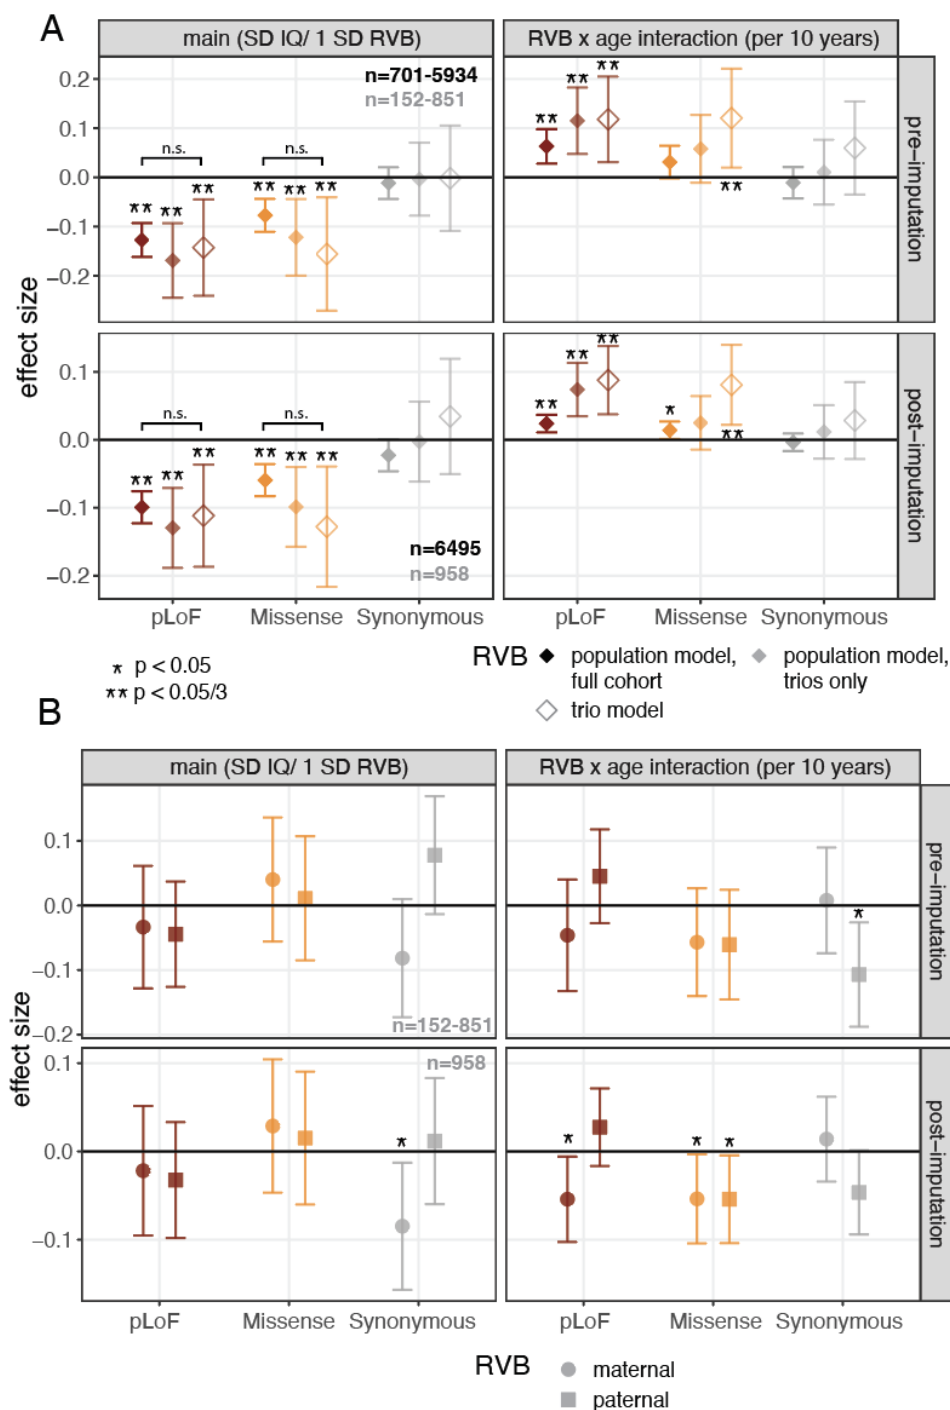 A
main (SD IQ/ 1 SD RVB)
RVB x age interaction (per 10 years)
n=701-5934
n=152-851
0.2
0.1
0.0
−0.1
−0.2
n.s.
n.s.
** ** ** ** ** **
** ** ** **
pre−imputation
effect size
0.1
0.0
−0.1
−0.2
n.s.
n.s.
** ** ** ** ** **
** ** ** * **
n=6495
n=958
post−imputation
pLoF Missense Synonymous
pLoF Missense Synonymous
* p < 0.05
** p < 0.05/3
RVB
population model, full cohort
population model, trios only
trio model
B
main (SD IQ/ 1 SD RVB)
RVB x age interaction (per 10 years)
0.1
0.0
−0.1
−0.2
n=152-851
*
pre−imputation
effect size
0.1
0.0
−0.1
n=958
*
* * *
post−imputation
pLoF Missense Synonymous
pLoF Missense Synonymous
RVB
maternal
paternal